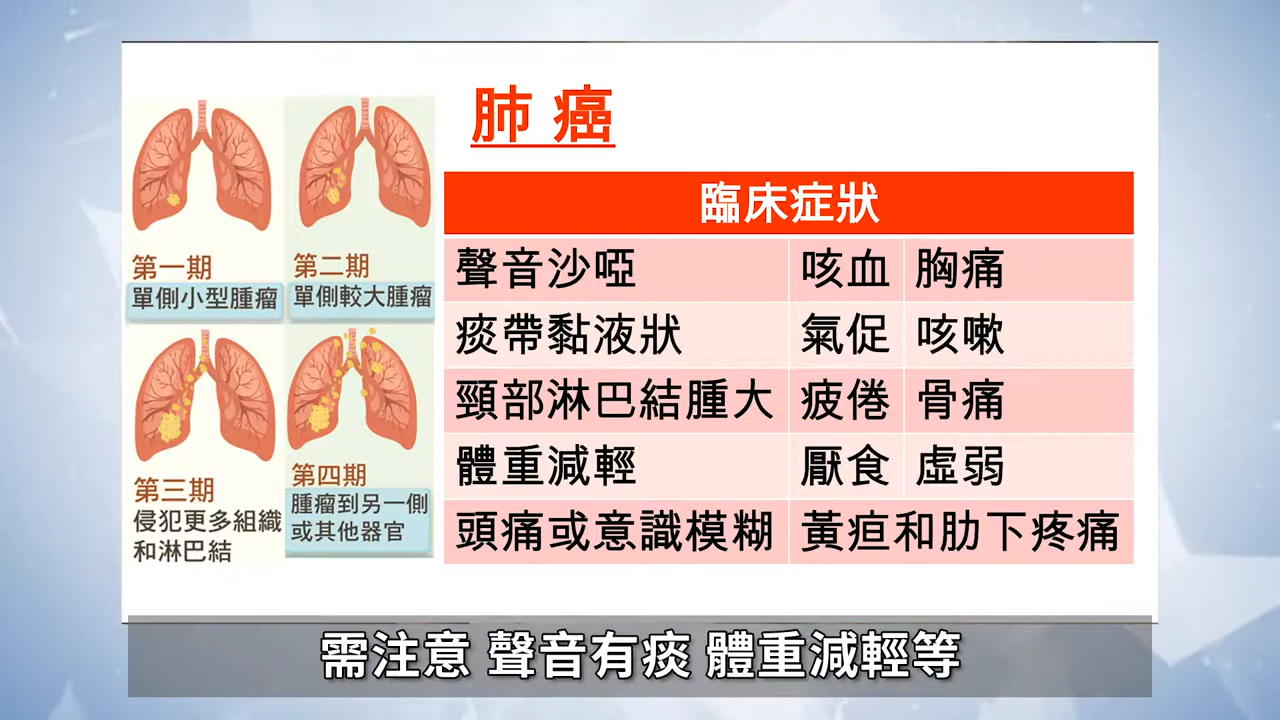 肺癌
臨床症狀
聲音沙啞 咳血 胸痛
痰帶黏液狀 氣促 咳嗽
頸部淋巴結腫大 疲倦 骨痛
體重減輕 厭食 虛弱
頭痛或意識模糊 黃疸和肋下疼痛
第一期
單側小型腫瘤
第二期
單側較大腫瘤
第三期
侵犯更多組織
和淋巴結
第四期
腫瘤到另一側
或其他器官
需注意 聲音有痰 體重減輕等